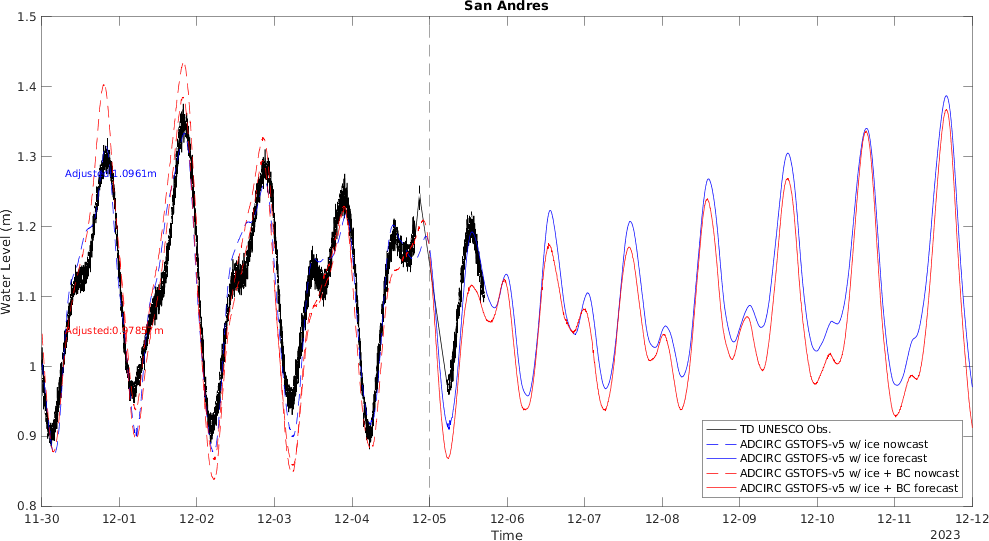 San Andres
1.5
1.4
1.3
1.2
1.1
1
0.9
0.8
Water Level (m)
Adjusted:1.0961m
TD UNESCO Obs.
ADCIRC GSTOFS-v5 w/ ice nowcast
ADCIRC GSTOFS-v5 w/ ice forecast
ADCIRC GSTOFS-v5 w/ ice + BC nowcast
ADCIRC GSTOFS-v5 w/ ice + BC forecast
11-30
12-01
12-02
12-03
12-04
12-05
12-06
12-07
12-08
12-09
12-10
12-11
12-12
Time
2023